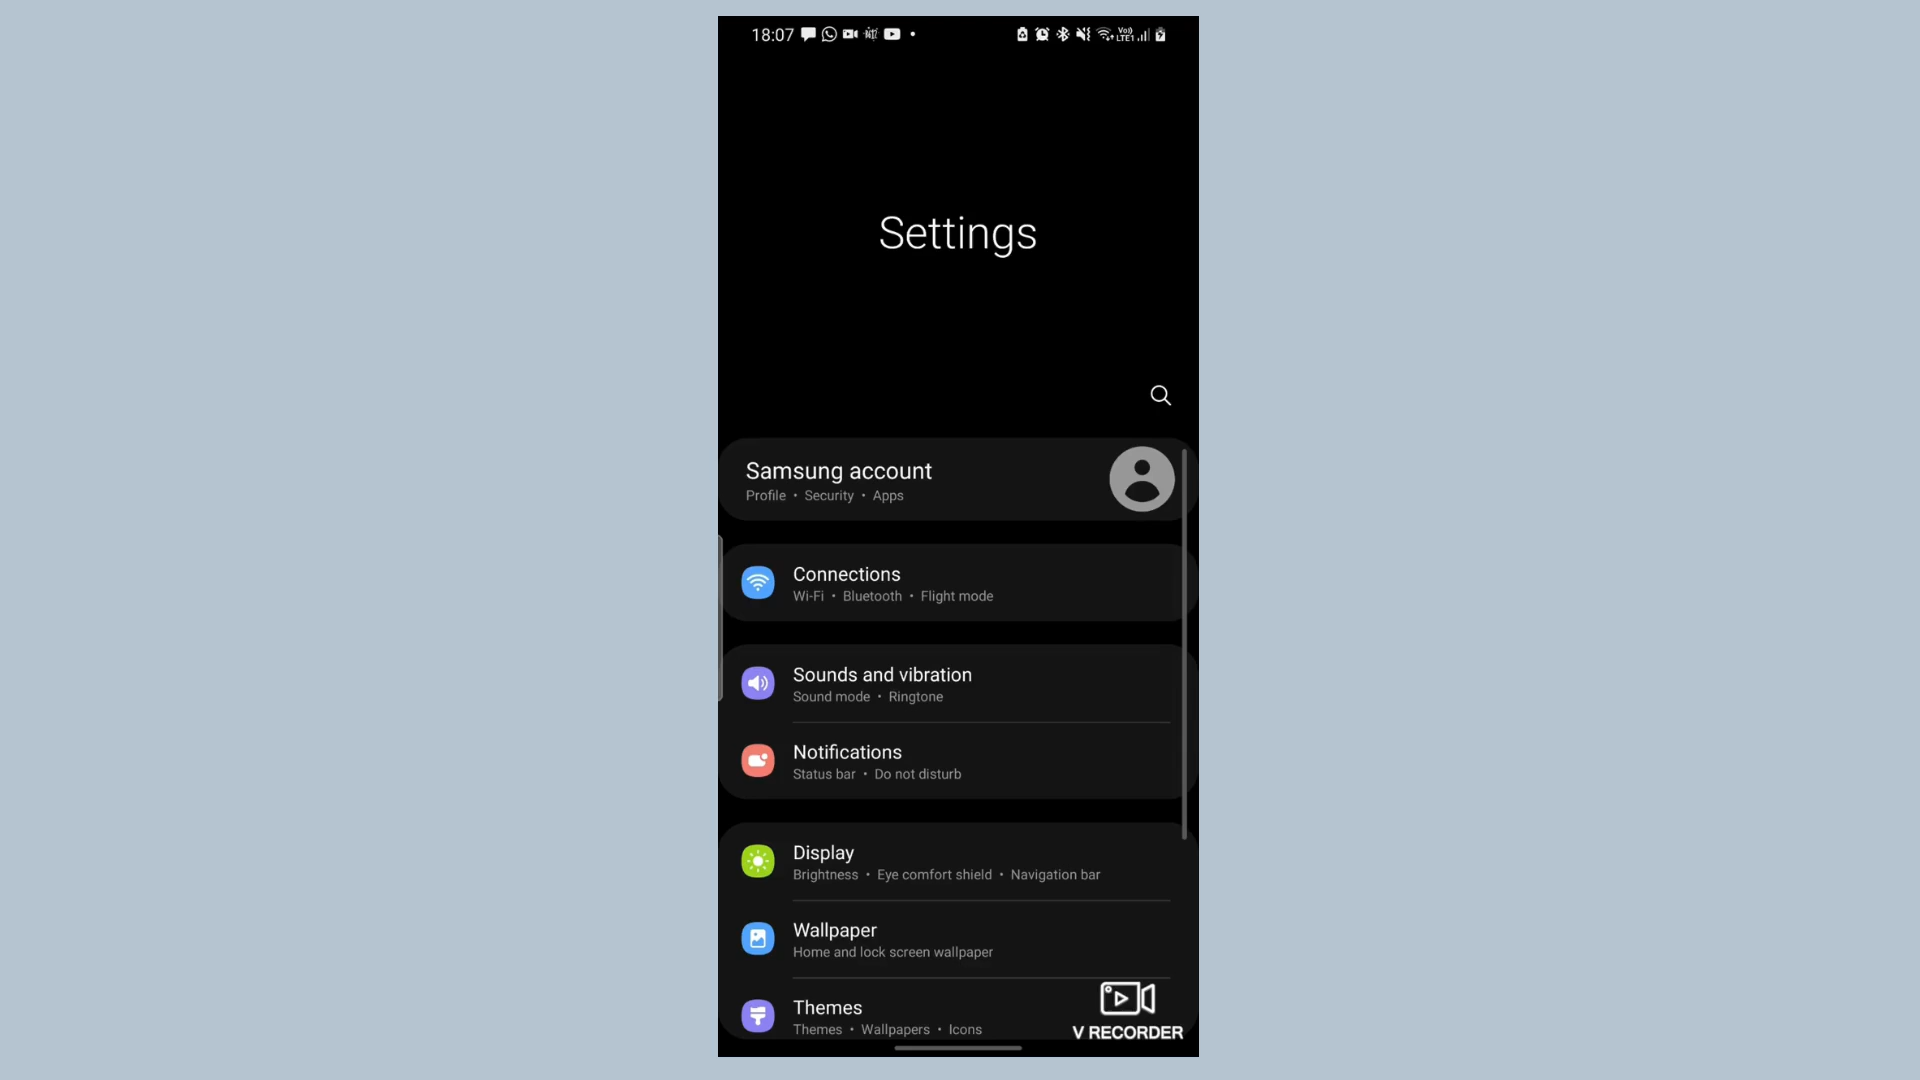 18:07
Vo))
LTE1
Settings
Samsung account
Profile • Security • Apps
Connections
Wi-Fi • Bluetooth • Flight mode
Sounds and vibration
Sound mode • Ringtone
Notifications
Status bar • Do not disturb
Display
Brightness • Eye comfort shield • Navigation bar
Wallpaper
Home and lock screen wallpaper
Themes
Themes • Wallpapers • Icons
V RECORDER